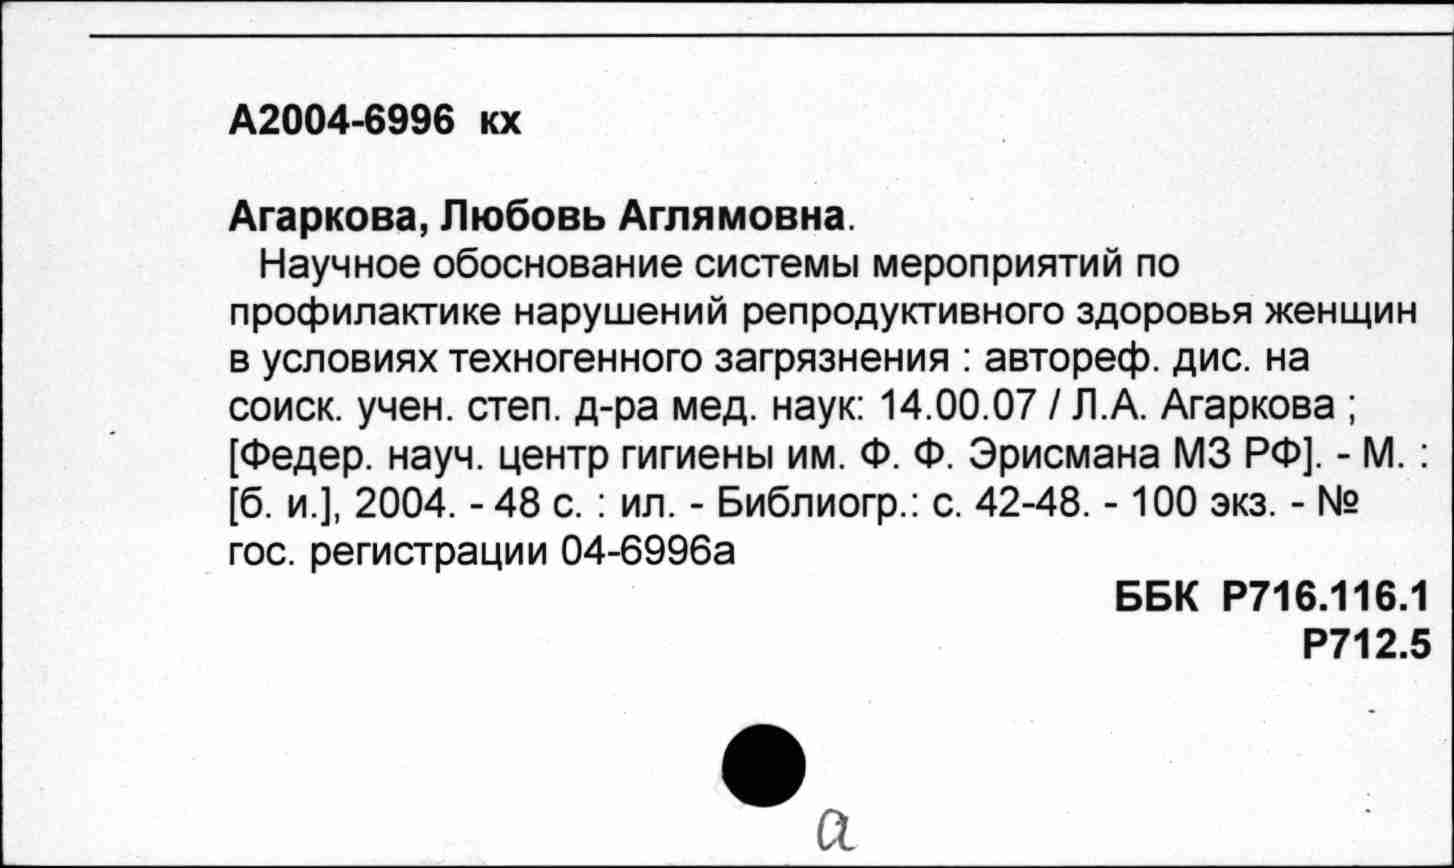 А2004-6996 кх
Агаркова, Любовь Аглямовна.
Научное обоснование системы мероприятий по
профилактике нарушений репродуктивного здоровья женщин
в условиях техногенного загрязнения : автореф. дис. на
соиск. учен. степ. д-ра мед. наук: 14.00.07 / Л.А. Агаркова ;
[Федер. науч. центр гигиены им. Ф. Ф. Эрисмана МЗ РФ]. - М. :
[б. и.], 2004. - 48 с. : ил. - Библиогр.: с. 42-48. - 100 экз. - №
гос. регистрации 04-6996а
ББК Р716.116.1
Р712.5
а